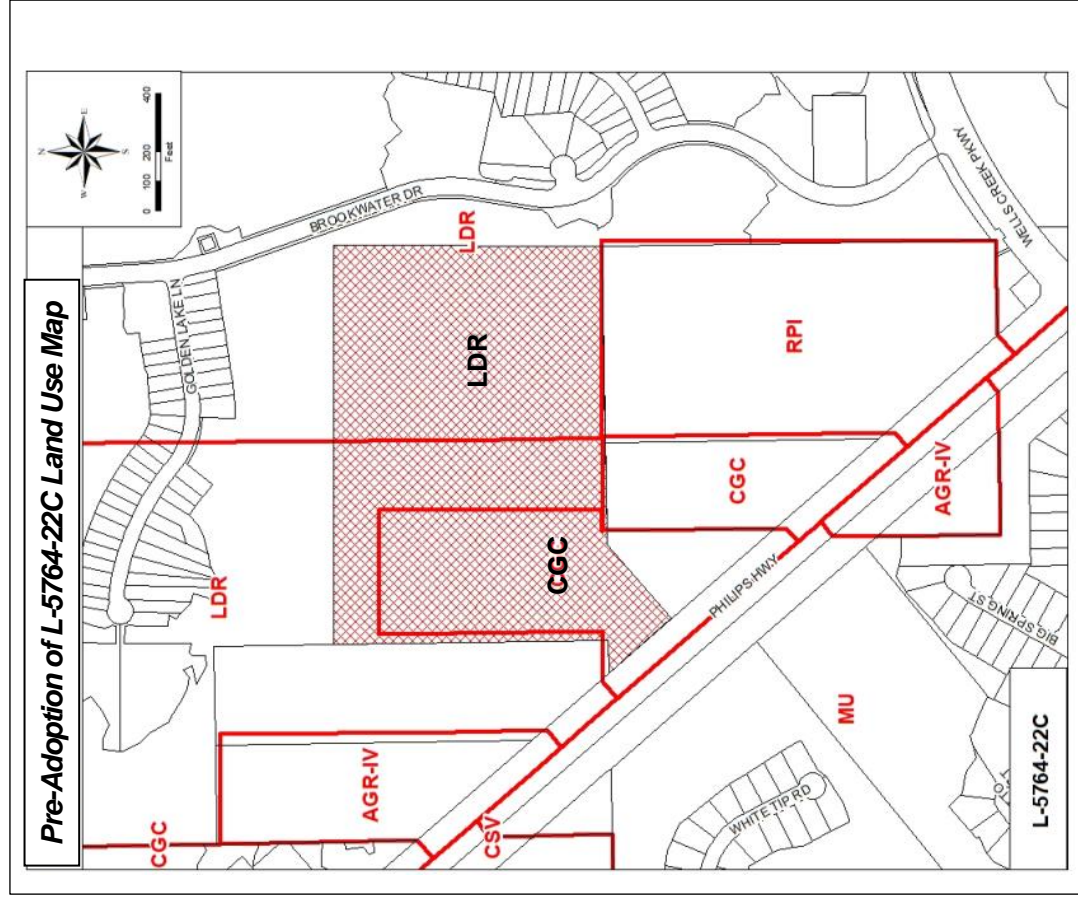 Pre-Adoption of L-5764-22C Land Use Map
N
W
E
S
0
100
200
400
Feet
BROOKWATER DR
GOLDEN LAKE LN
LDR
LDR
LDR
CGC
RPI
CGC
AGR-IV
AGR-IV
CGC
CSV
MU
PHILIPS HWY
WELLS CREEK PKWY
BIG SPRING ST
WHITE TIP RD
L-5764-22C